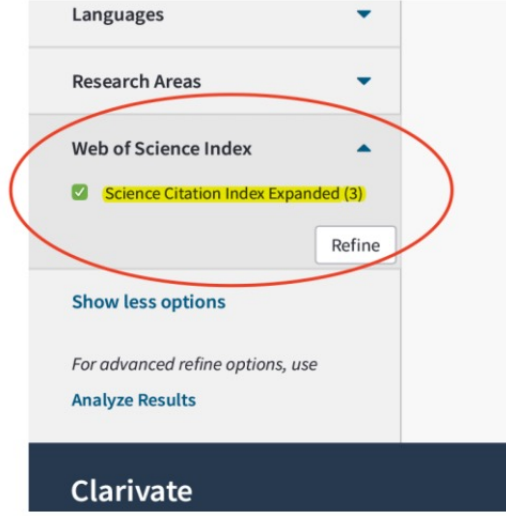 Languages
Research Areas
Web of Science Index
Science Citation Index Expanded (3)
Refine
Show less options
For advanced refine options, use
Analyze Results
Clarivate